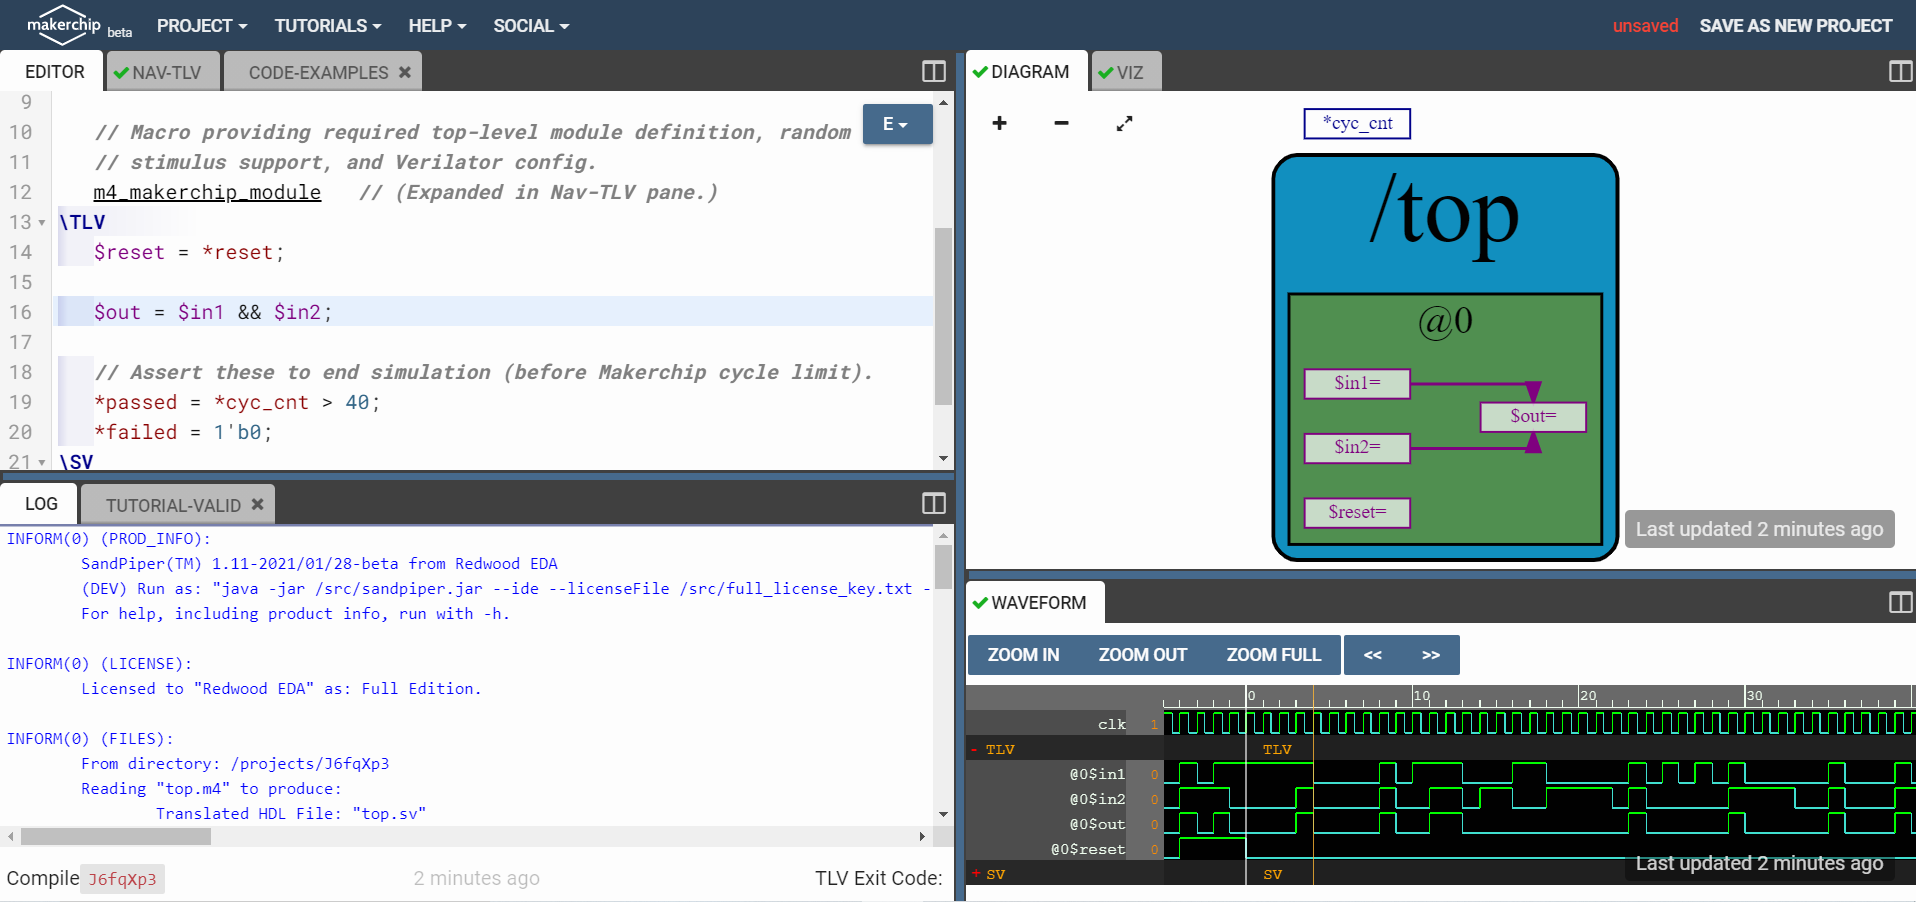 makerchip beta PROJECT TUTORIALS HELP SOCIAL unsaved SAVE AS NEW PROJECT
EDITOR NAV-TLV CODE-EXAMPLES
9
10 // Macro providing required top-level module definition, random
11 // stimulus support, and Verilator config.
12 m4_makerchip_module // (Expanded in Nav-TLV pane.)
13 \TLV
14 $reset = *reset;
15
16 $out = $in1 && $in2;
17
18 // Assert these to end simulation (before Makerchip cycle limit).
19 *passed = *cyc_cnt > 40;
20 *failed = 1'b0;
21 \SV
E
LOG TUTORIAL-VALID
INFORM(0) (PROD_INFO):
SandPiper(TM) 1.11-2021/01/28-beta from Redwood EDA
(DEV) Run as: "java -jar /src/sandpiper.jar --ide --licenseFile /src/full_license_key.txt -
For help, including product info, run with -h.
INFORM(0) (LICENSE):
Licensed to "Redwood EDA" as: Full Edition.
INFORM(0) (FILES):
From directory: /projects/J6fqXp3
Reading "top.m4" to produce:
Translated HDL File: "top.sv"
Compile J6fqXp3 2 minutes ago TLV Exit Code:
DIAGRAM VIZ
*cyc_cnt
/top
@0
$in1=
$out=
$in2=
$reset=
Last updated 2 minutes ago
WAVEFORM
ZOOM IN ZOOM OUT ZOOM FULL << >>
0 10 20 30
clk 1
- TLV TLV
@0$in1 0
@0$in2 0
@0$out 0
@0$reset 0
Last updated 2 minutes ago
+ SV SV